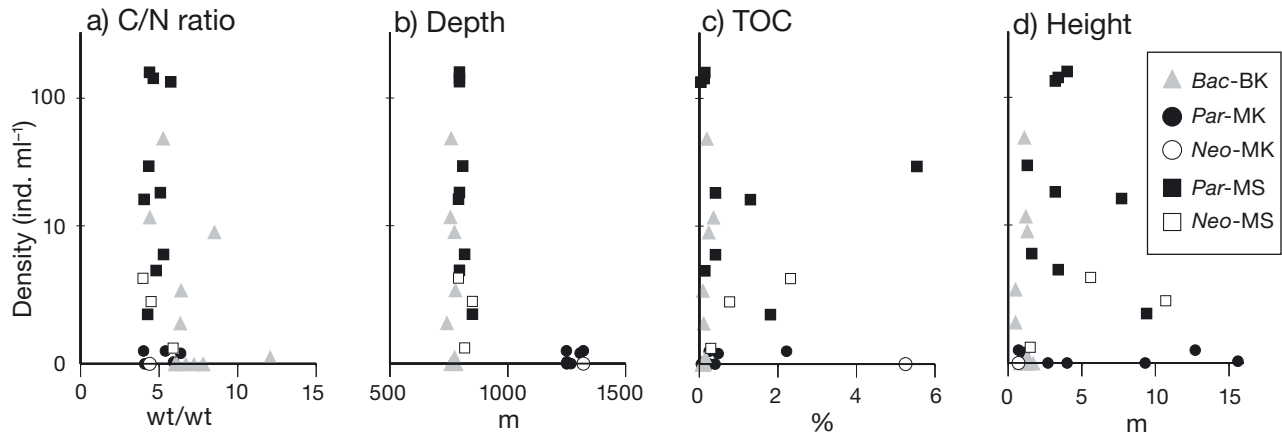 a) C/N ratio
b) Depth
c) TOC
d) Height
Density (ind. ml⁻¹)
100
10
0
0 5 10 15
wt/wt
500 1000 1500
m
0 2 4 6
%
0 5 10 15
m
Bac-BK
Par-MK
Neo-MK
Par-MS
Neo-MS